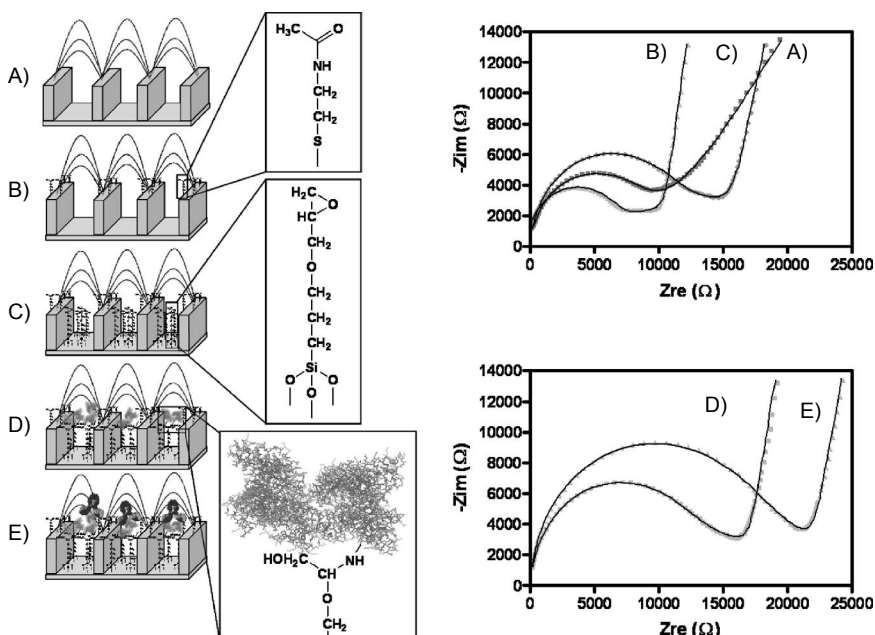 A)
B)
C)
D)
E)
H₃C
O
NH
CH₂
CH₂
S
H₂C
O
HC
CH₂
O
CH₂
CH₂
CH₂
Si
O
O
O
HOH₂C
NH
CH
O
CH₂
B)
C)
A)
-Zim (Ω)
14000
12000
10000
8000
6000
4000
2000
0
0 5000 10000 15000 20000 25000
Zre (Ω)
D)
E)
-Zim (Ω)
14000
12000
10000
8000
6000
4000
2000
0
0 5000 10000 15000 20000 25000
Zre (Ω)